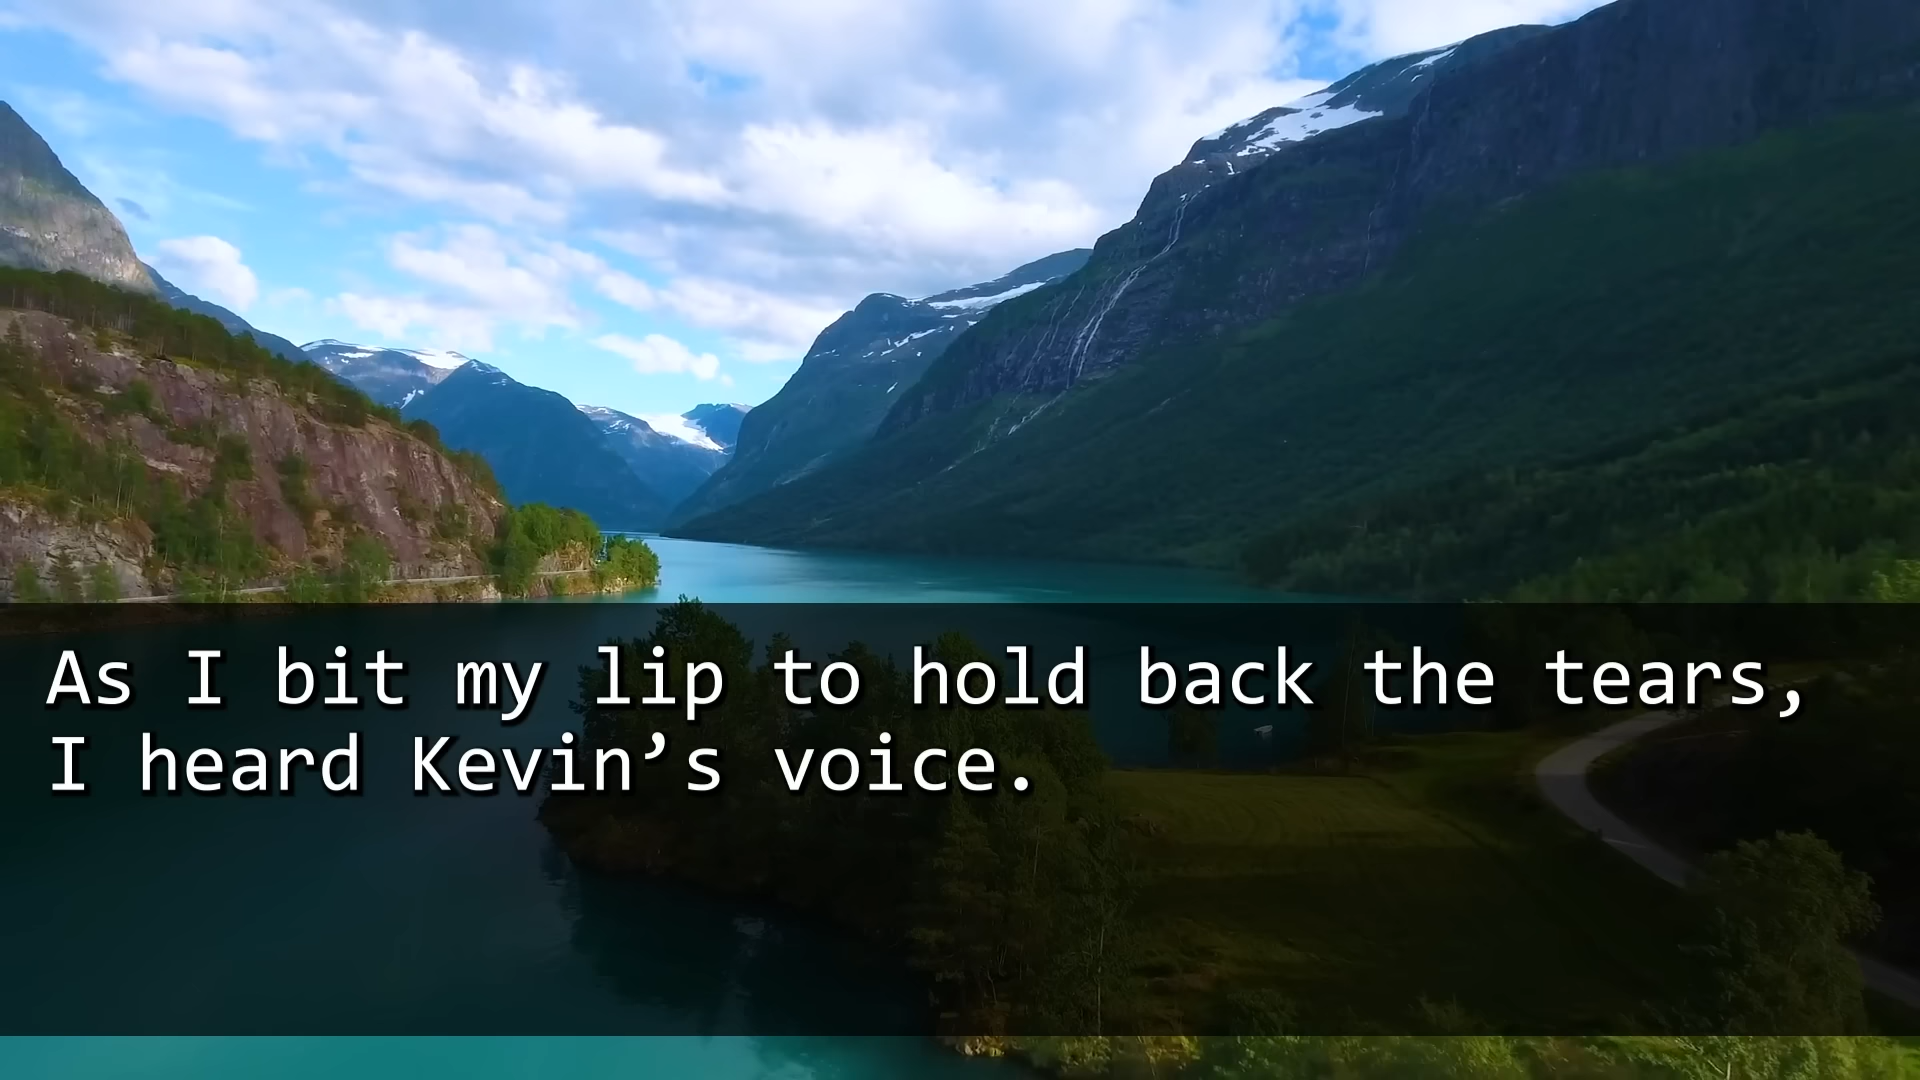 As I bit my lip to hold back the tears,
I heard Kevin’s voice.